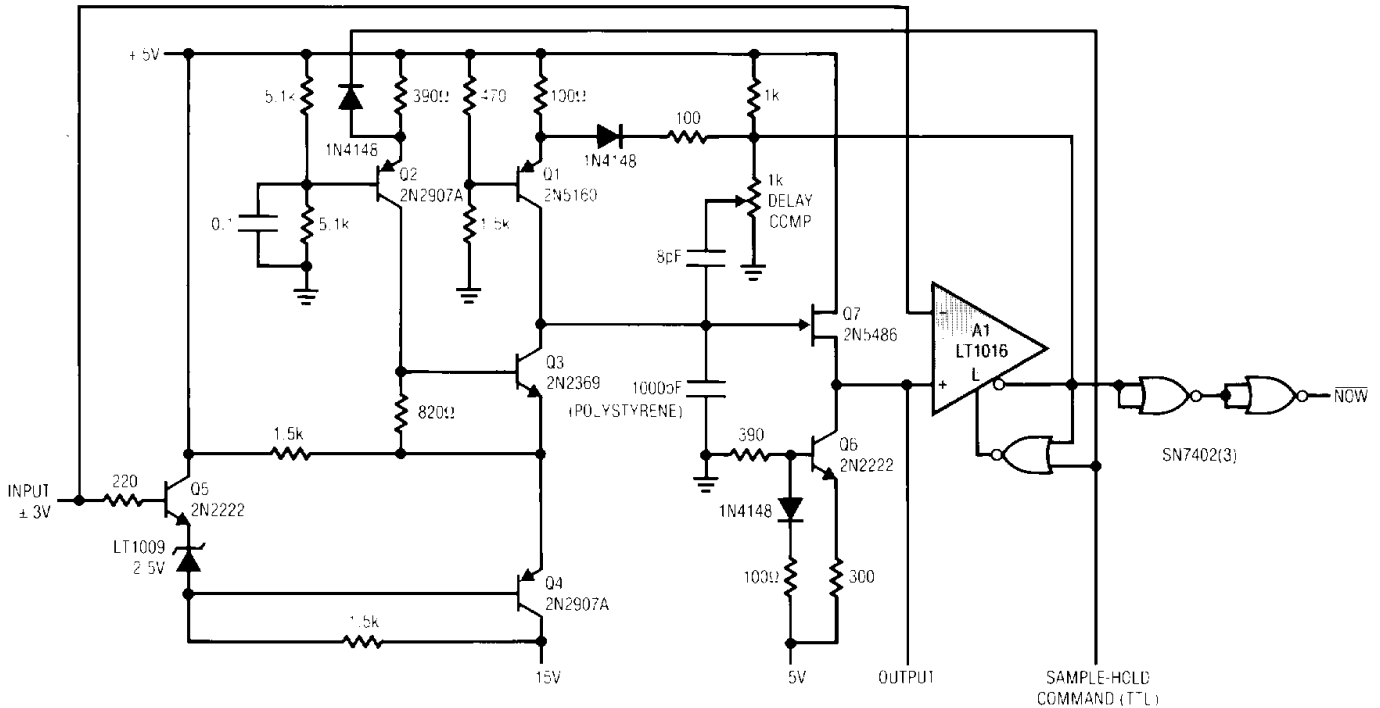 + 5V
5.1k
390Ω
470
100Ω
1k
100
1N4148
1N4148
Q2
2N2907A
Q1
2N5160
1k
DELAY
COMP
0.1
5.1k
1.5k
8pF
Q7
2N5486
-
A1
LT1016
L
+
Q3
2N2369
1000pF
(POLYSTYRENE)
820Ω
NOW
1.5k
390
Q6
2N2222
SN7402(3)
INPUT
± 3V
220
Q5
2N2222
1N4148
LT1009
2.5V
100Ω
300
Q4
2N2907A
1.5k
15V
5V
OUTPUT
SAMPLE-HOLD
COMMAND (TTL)